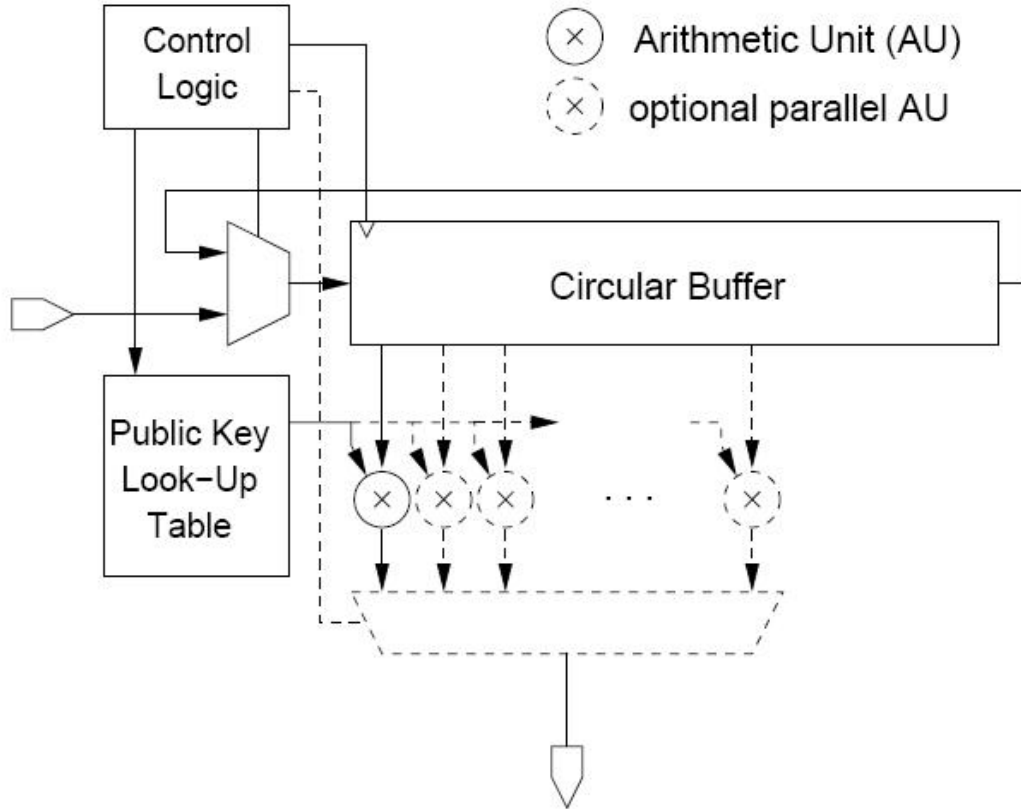 Control
Logic
Arithmetic Unit (AU)
optional parallel AU
Circular Buffer
Public Key
Look−Up
Table
. . .